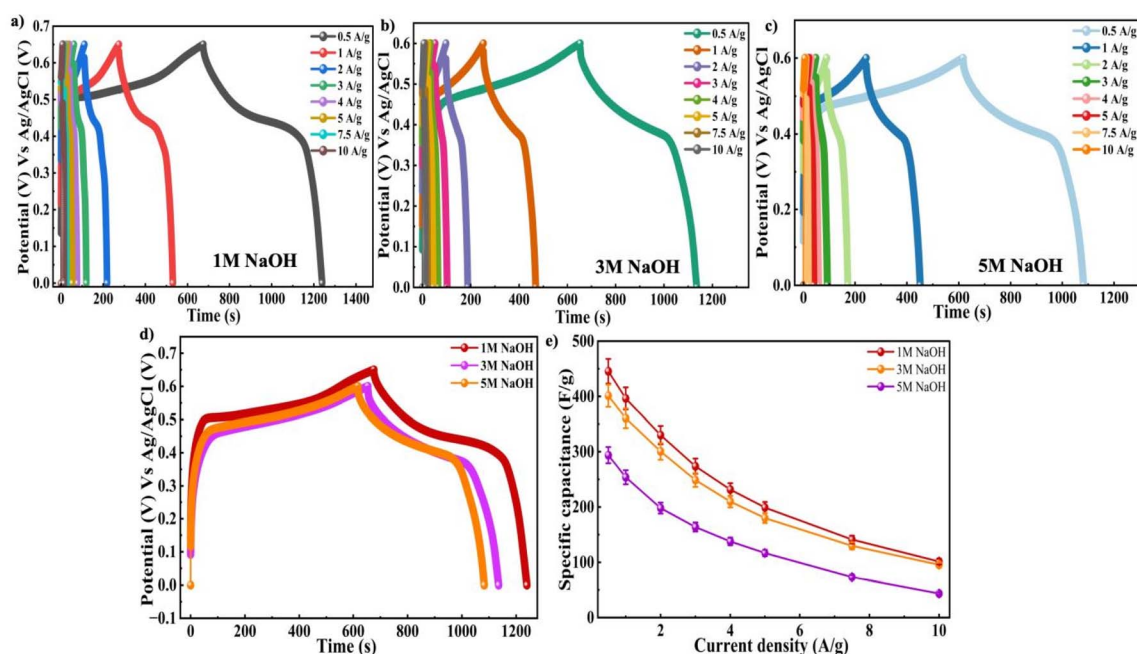 a)
Potential (V) Vs Ag/AgCl (V)
0.7
0.6
0.5
0.4
0.3
0.2
0.1
0.0
0.5 A/g
1 A/g
2 A/g
3 A/g
4 A/g
5 A/g
7.5 A/g
10 A/g
1M NaOH
0 200 400 600 800 1000 1200 1400
Time (s)
b)
Potential (V) Vs Ag/AgCl
0.6
0.5
0.4
0.3
0.2
0.1
0.0
0.5 A/g
1 A/g
2 A/g
3 A/g
4 A/g
5 A/g
7.5 A/g
10 A/g
3M NaOH
0 200 400 600 800 1000 1200
Time (s)
c)
Potential (V) Vs Ag/AgCl
0.6
0.4
0.2
0.0
0.5 A/g
1 A/g
2 A/g
3 A/g
4 A/g
5 A/g
7.5 A/g
10 A/g
5M NaOH
0 200 400 600 800 1000 1200
Time (s)
d)
Potential (V) Vs Ag/AgCl (V)
0.7
0.6
0.5
0.4
0.3
0.2
0.1
0.0
−0.1
1M NaOH
3M NaOH
5M NaOH
0 200 400 600 800 1000 1200
Time (s)
e)
Specific capacitance (F/g)
500
400
300
200
100
0
1M NaOH
3M NaOH
5M NaOH
2 4 6 8 10
Current density (A/g)